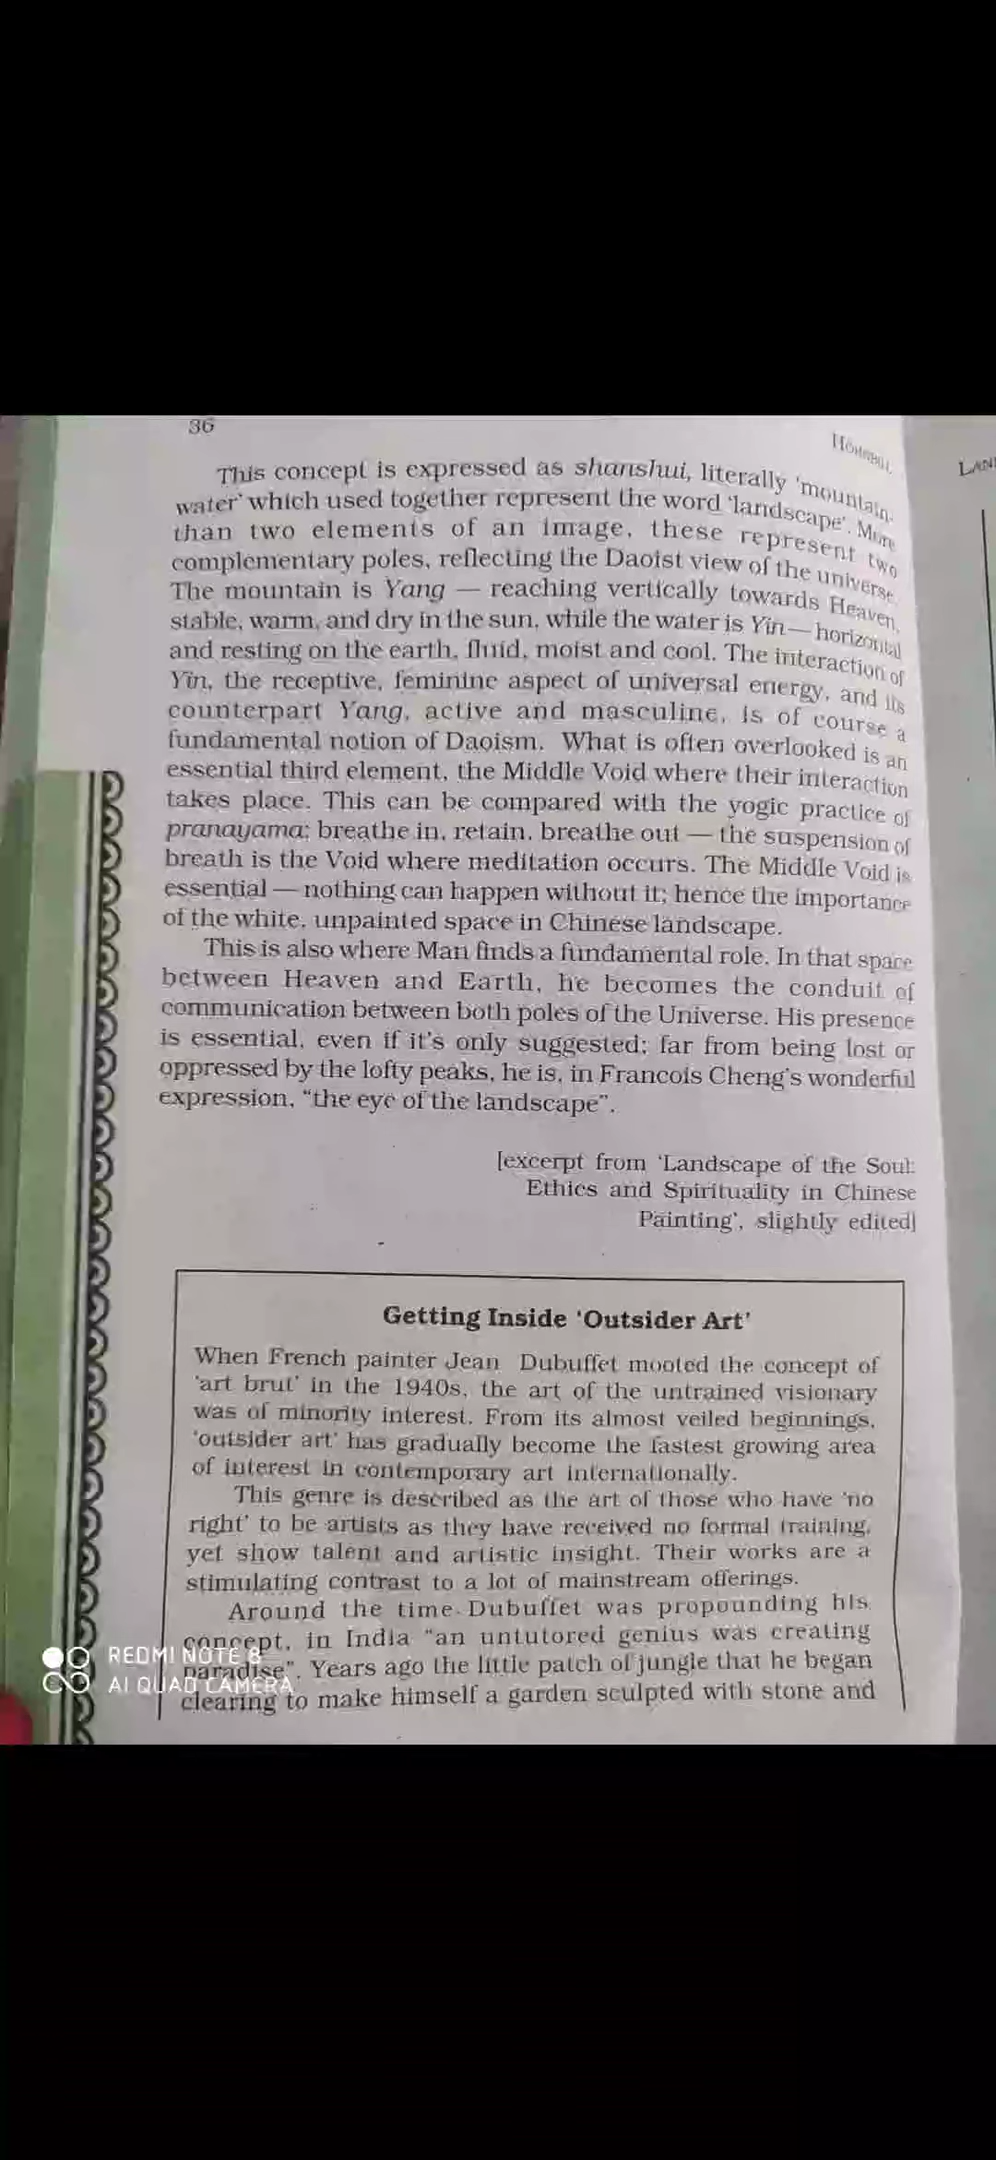 36
HORNBILL
LAN
This concept is expressed as shanshui, literally 'mountain-
water' which used together represent the word 'landscape'. More
than two elements of an image, these represent two
complementary poles, reflecting the Daoist view of the universe.
The mountain is Yang — reaching vertically towards Heaven,
stable, warm, and dry in the sun, while the water is Yin — horizontal
and resting on the earth, fluid, moist and cool. The interaction of
Yin, the receptive, feminine aspect of universal energy, and its
counterpart Yang, active and masculine, is of course a
fundamental notion of Daoism. What is often overlooked is an
essential third element, the Middle Void where their interaction
takes place. This can be compared with the yogic practice of
pranayama; breathe in, retain, breathe out — the suspension of
breath is the Void where meditation occurs. The Middle Void is
essential — nothing can happen without it; hence the importance
of the white, unpainted space in Chinese landscape.
This is also where Man finds a fundamental role. In that space
between Heaven and Earth, he becomes the conduit of
communication between both poles of the Universe. His presence
is essential, even if it's only suggested; far from being lost or
oppressed by the lofty peaks, he is, in Francois Cheng's wonderful
expression, "the eye of the landscape".
[excerpt from 'Landscape of the Soul:
Ethics and Spirituality in Chinese
Painting', slightly edited]
Getting Inside 'Outsider Art'
When French painter Jean Dubuffet mooted the concept of
'art brut' in the 1940s, the art of the untrained visionary
was of minority interest. From its almost veiled beginnings,
'outsider art' has gradually become the fastest growing area
of interest in contemporary art internationally.
This genre is described as the art of those who have 'no
right' to be artists as they have received no formal training,
yet show talent and artistic insight. Their works are a
stimulating contrast to a lot of mainstream offerings.
Around the time Dubuffet was propounding his
concept, in India "an untutored genius was creating
paradise". Years ago the little patch of jungle that he began
clearing to make himself a garden sculpted with stone and
REDMI NOTE 8
AI QUAD CAMERA